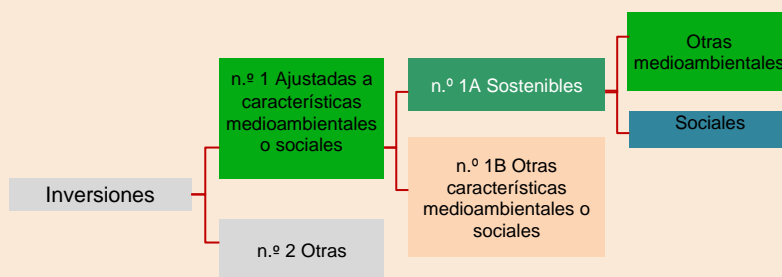 Inversiones
n.º 1 Ajustadas a
características
medioambientales
o sociales
n.º 2 Otras
n.º 1A Sostenibles
n.º 1B Otras
características
medioambientales o
sociales
Otras
medioambientales
Sociales